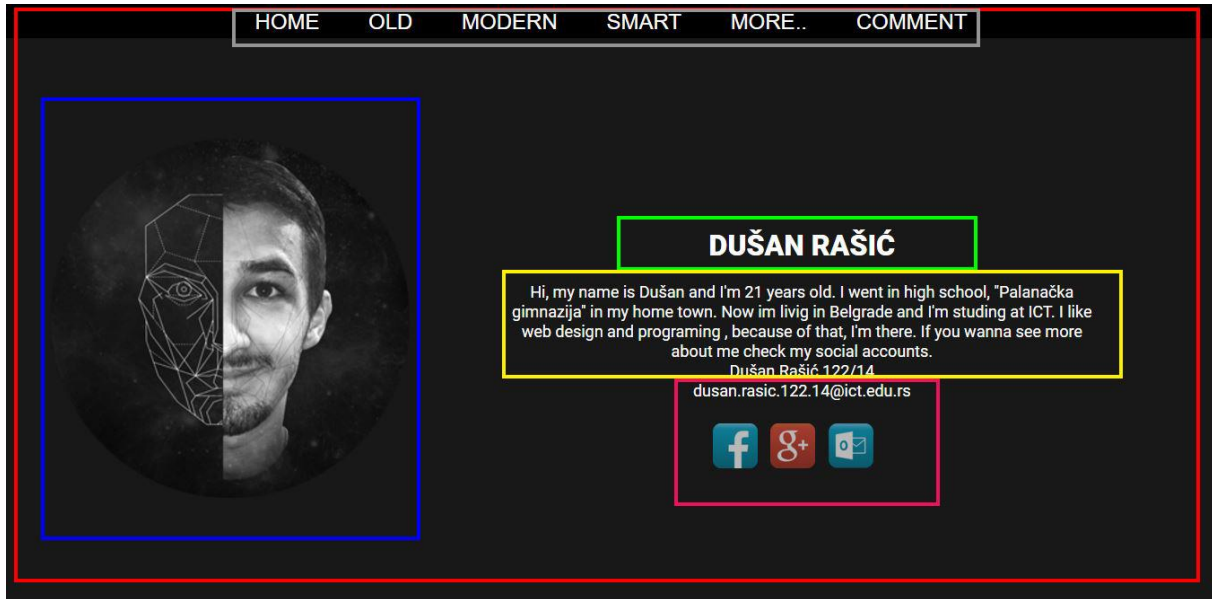 HOME OLD MODERN SMART MORE.. COMMENT
DUŠAN RAŠIĆ
Hi, my name is Dušan and I'm 21 years old. I went in high school, "Palanačka
gimnazija" in my home town. Now im livig in Belgrade and I'm studing at ICT. I like
web design and programing , because of that, I'm there. If you wanna see more
about me check my social accounts.
Dušan Rašić 122/14
dusan.rasic.122.14@ict.edu.rs
f g+ o